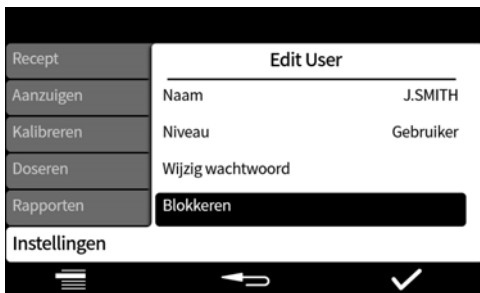 Recept
Aanzuigen
Kalibreren
Doseren
Rapporten
Instellingen
Edit User
Naam J.SMITH
Niveau Gebruiker
Wijzig wachtwoord
Blokkeren